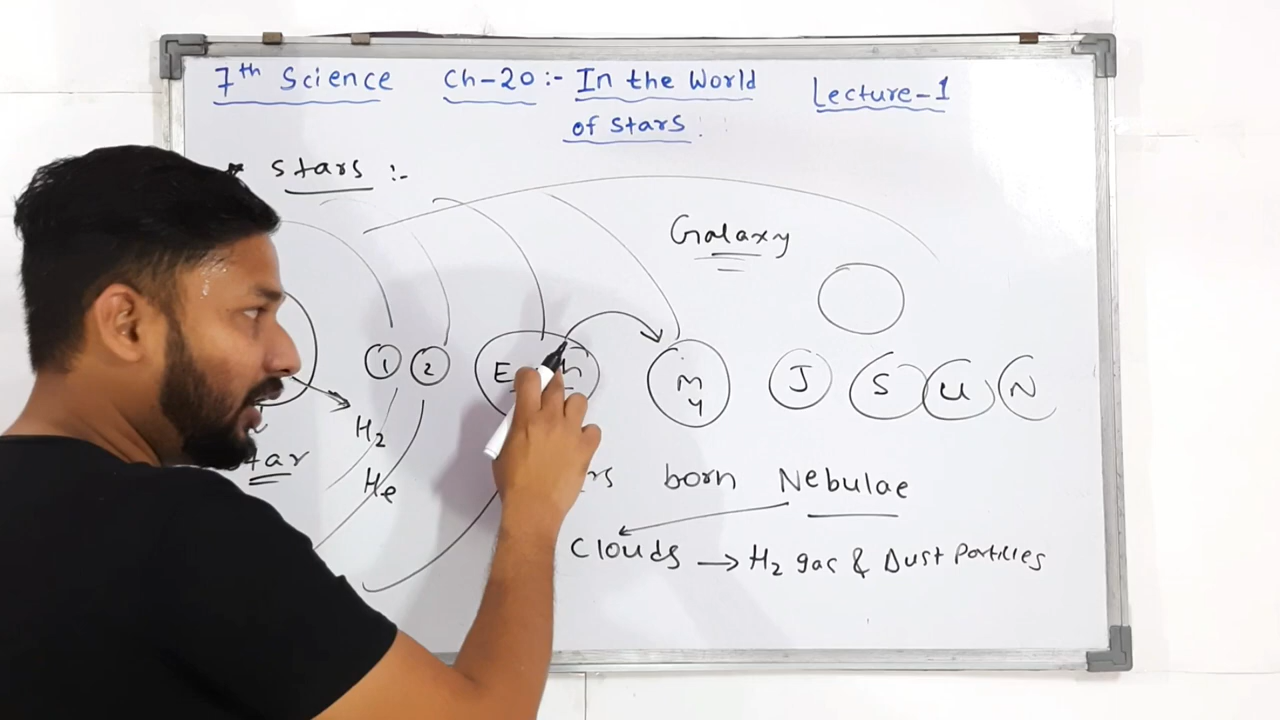 7th Science Ch-20:- In the World of Stars Lecture-1
* Stars :-
Galaxy
1 2 My J S U N
H2
He
born Nebulae
Clouds → H2 gas & Dust Particles